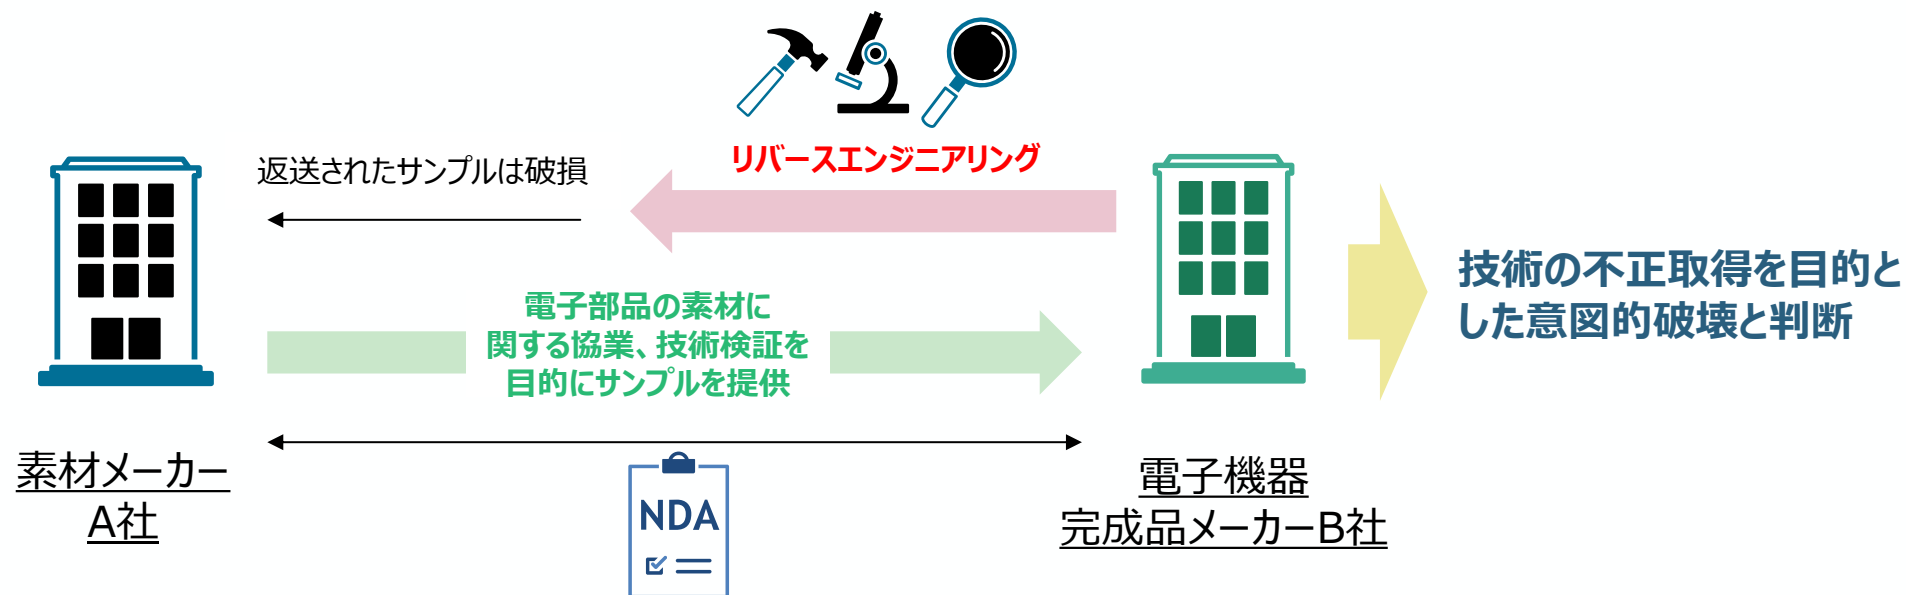 リバースエンジニアリング
返送されたサンプルは破損
電子部品の素材に
関する協業、技術検証を
目的にサンプルを提供
技術の不正取得を目的と
した意図的破壊と判断
素材メーカー
A社
NDA
電子機器
完成品メーカーB社